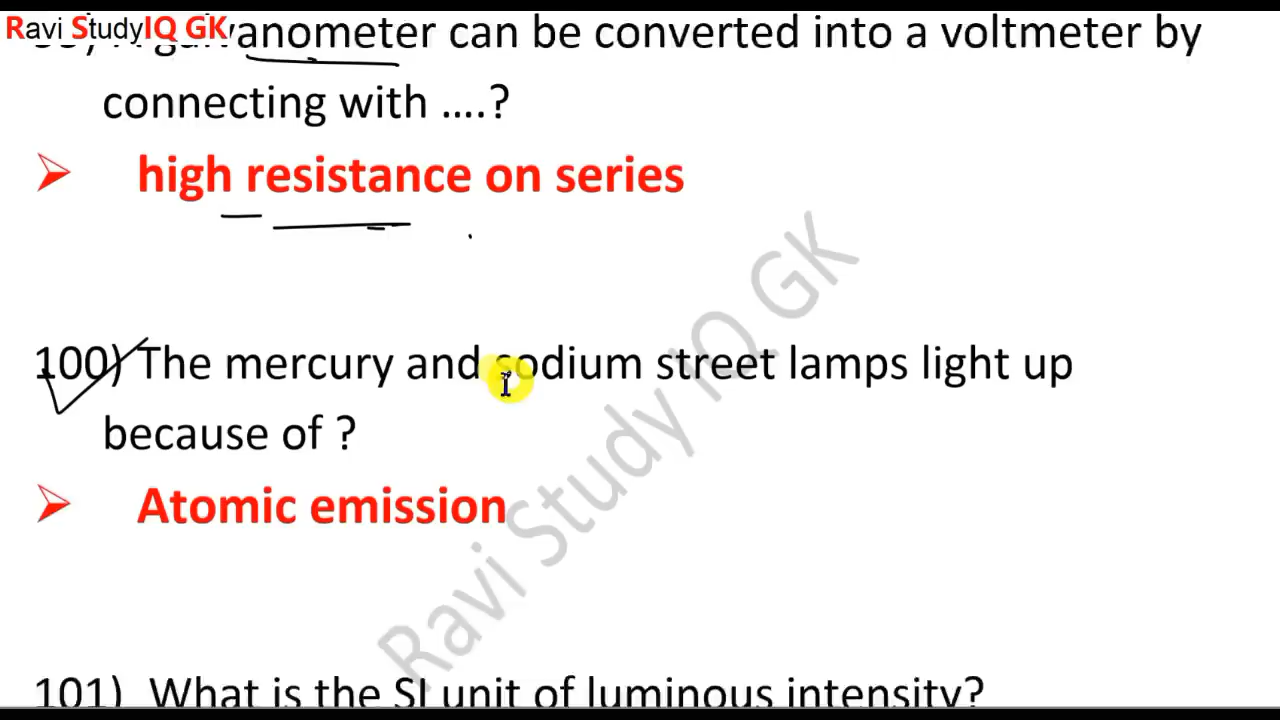 Ravi StudyIQ GK
galvanometer can be converted into a voltmeter by
connecting with ....?
➢ high resistance on series
100) The mercury and sodium street lamps light up
because of ?
➢ Atomic emission
Ravi Study IQ GK
101) What is the SI unit of luminous intensity?